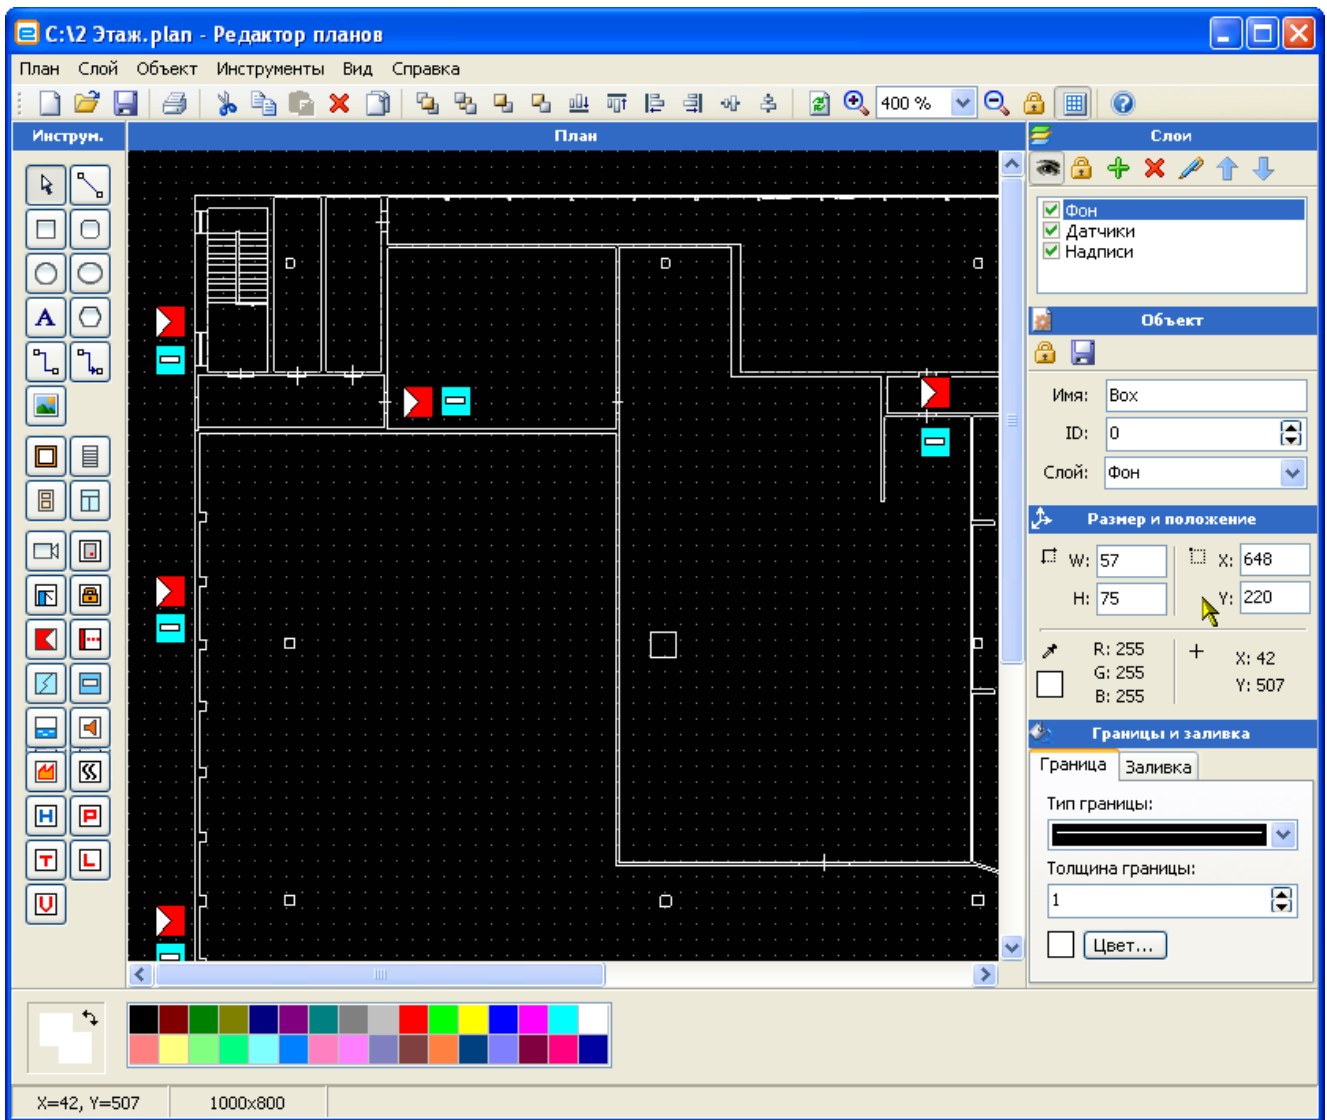 C:\2 Этаж.plan - Редактор планов
План Слой Объект Инструменты Вид Справка
400 %
Инструм.
План
Слои
Фон
Датчики
Надписи
Объект
Имя: Box
ID: 0
Слой: Фон
Размер и положение
W: 57 X: 648
H: 75 Y: 220
R: 255
G: 255
B: 255
X: 42
Y: 507
Границы и заливка
Граница Заливка
Тип границы:
Толщина границы:
1
Цвет...
A
H P
T L
V
X=42, Y=507 1000x800